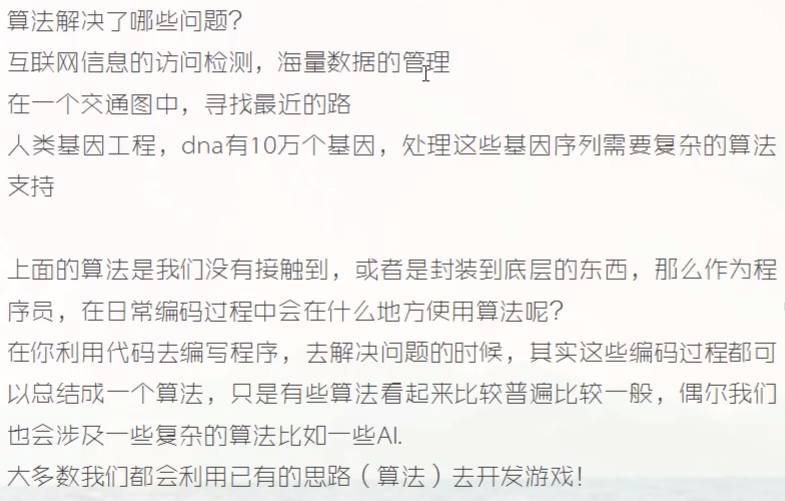 算法解决了哪些问题?
互联网信息的访问检测，海量数据的管理
在一个交通图中，寻找最近的路
人类基因工程，dna有10万个基因，处理这些基因序列需要复杂的算法
支持
上面的算法是我们没有接触到，或者是封装到底层的东西，那么作为程
序员，在日常编码过程中会在什么地方使用算法呢?
在你利用代码去编写程序，去解决问题的时候，其实这些编码过程都可
以总结成一个算法，只是有些算法看起来比较普遍比较一般，偶尔我们
也会涉及一些复杂的算法比如一些AI.
大多数我们都会利用已有的思路（算法）去开发游戏!